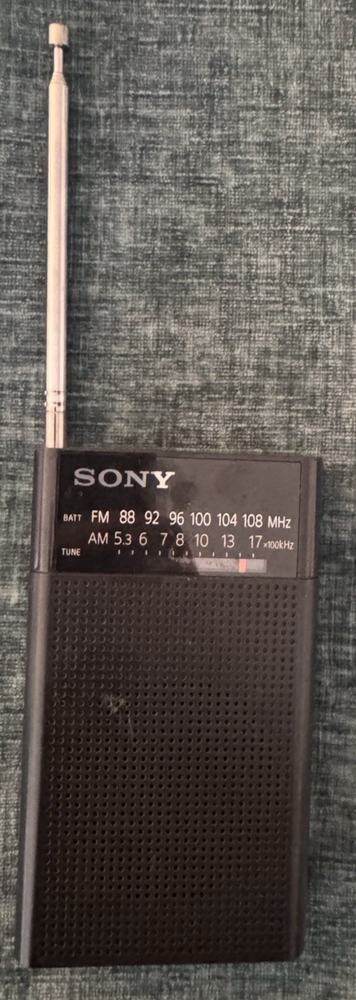 SONY
BATT FM 88 92 96 100 104 108 MHz
AM 5.3 6 7 8 10 13 17 ×100kHz
TUNE